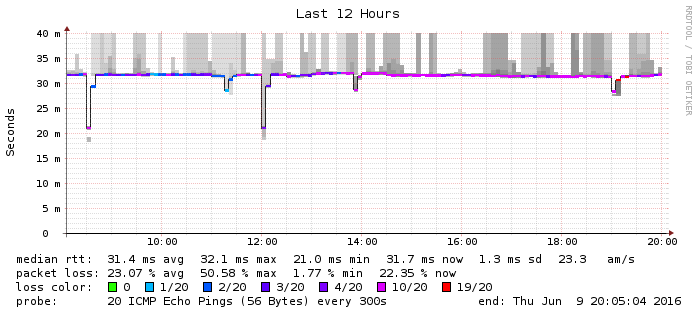 Last 12 Hours
RRDTOOL / TOBI OETIKER
Seconds
40 m
35 m
30 m
25 m
20 m
15 m
10 m
5 m
0
10:00 12:00 14:00 16:00 18:00 20:00
median rtt: 31.4 ms avg 32.1 ms max 21.0 ms min 31.7 ms now 1.3 ms sd 23.3 am/s
packet loss: 23.07 % avg 50.58 % max 1.77 % min 22.35 % now
loss color: 0 1/20 2/20 3/20 4/20 10/20 19/20
probe: 20 ICMP Echo Pings (56 Bytes) every 300s end: Thu Jun 9 20:05:04 2016